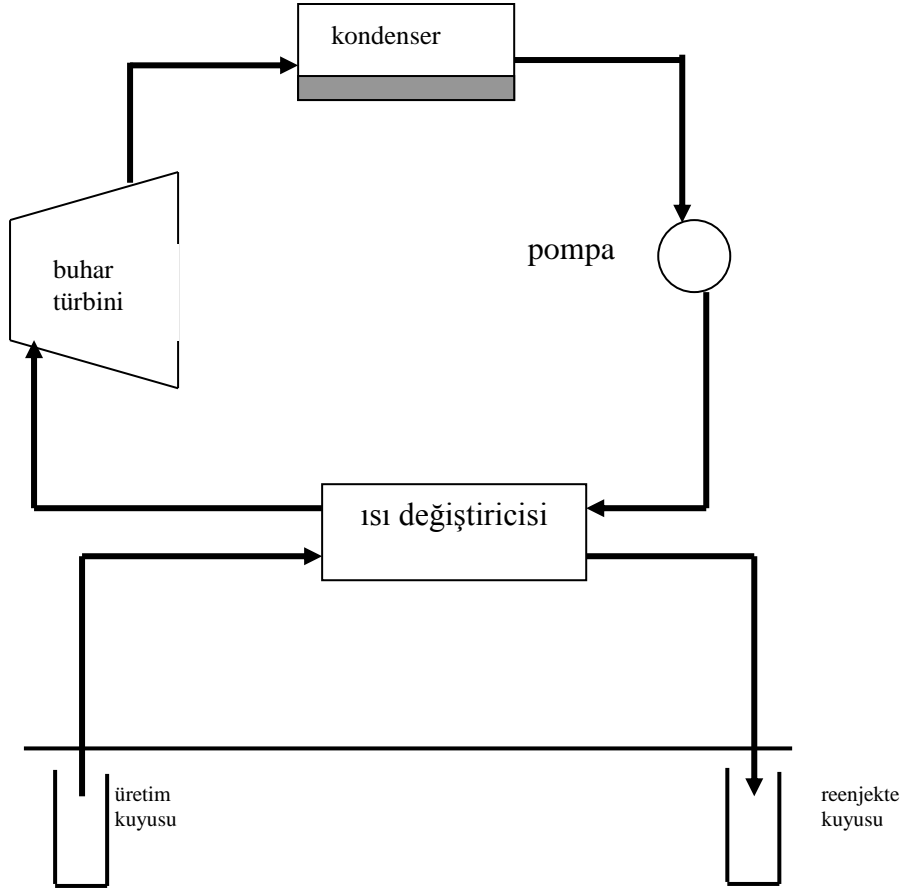 kondenser
pompa
buhar
türbini
ısı değiştiricisi
üretim
kuyusu
reenjekte
kuyusu